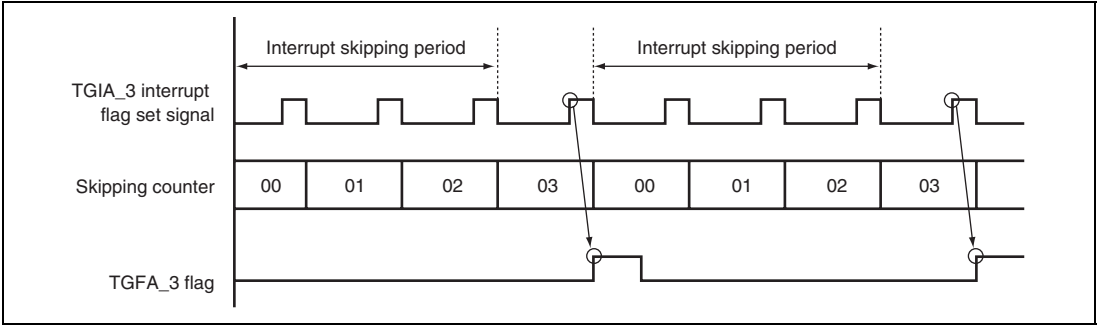 Interrupt skipping period
Interrupt skipping period
TGIA_3 interrupt
flag set signal
Skipping counter
00
01
02
03
00
01
02
03
TGFA_3 flag